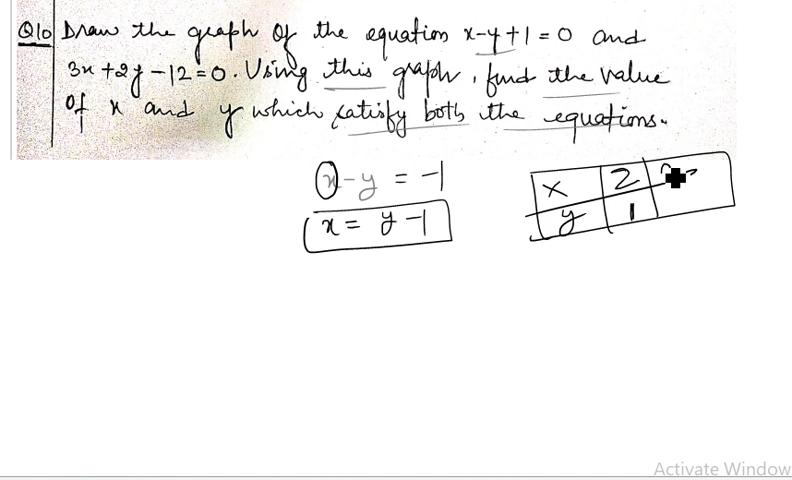 Q10 Draw the graph of the equation x-y+1=0 and
3x+2y-12=0. Using this graph, find the value
of x and y which satisfy both the equations.
x-y = -1
x = y-1
x 2
y 1
Activate Window